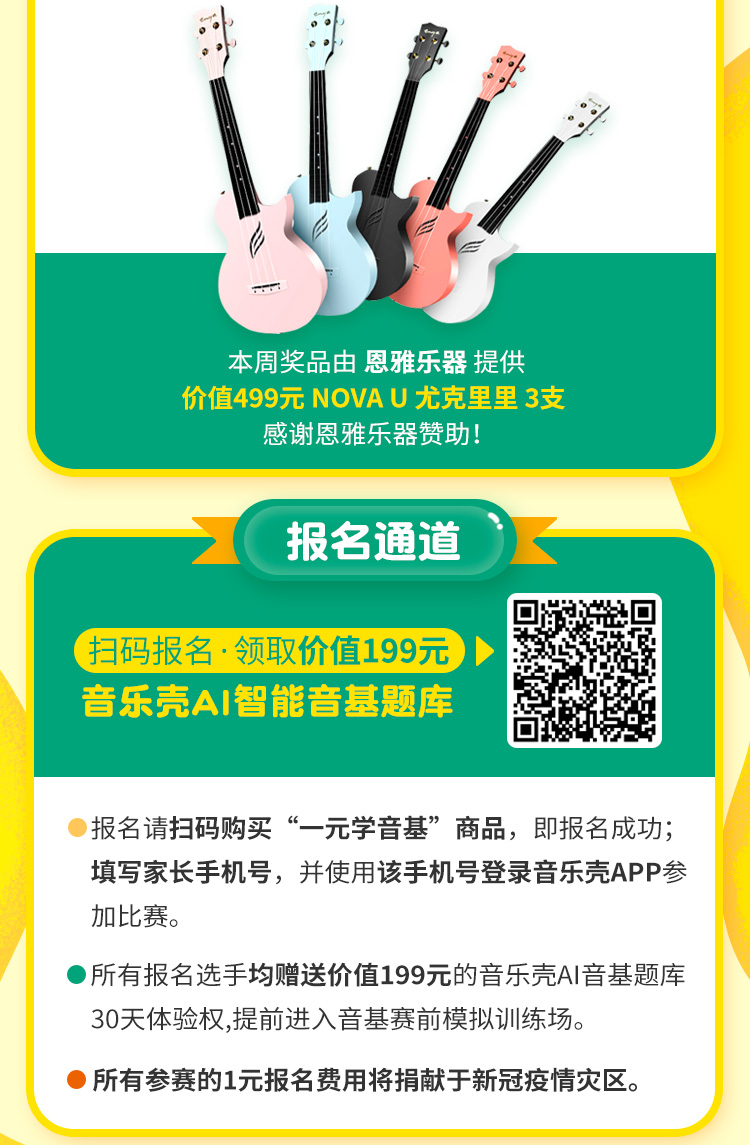 本周奖品由 恩雅乐器 提供
价值499元 NOVA U 尤克里里 3支
感谢恩雅乐器赞助！
报名通道
扫码报名·领取价值199元
音乐壳AI智能音基题库
报名请扫码购买“一元学音基”商品，即报名成功；
填写家长手机号，并使用该手机号登录音乐壳APP参
加比赛。
所有报名选手均赠送价值199元的音乐壳AI音基题库
30天体验权,提前进入音基赛前模拟训练场。
所有参赛的1元报名费用将捐献于新冠疫情灾区。